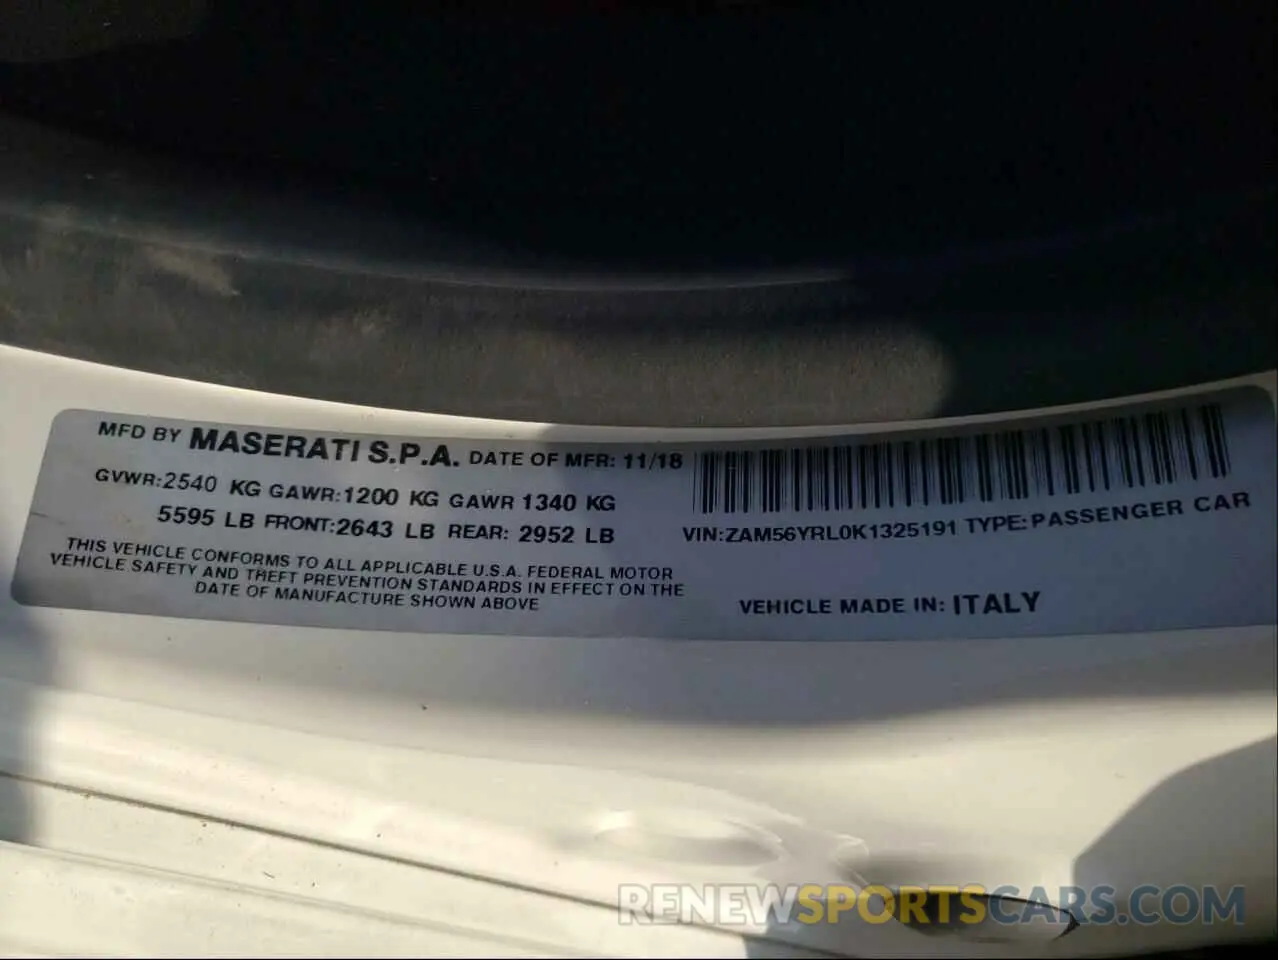 MFD BY MASERATI S.P.A. DATE OF MFR: 11/18
GVWR:2540 KG GAWR:1200 KG GAWR 1340 KG
5595 LB FRONT:2643 LB REAR: 2952 LB
THIS VEHICLE CONFORMS TO ALL APPLICABLE U.S.A. FEDERAL MOTOR
VEHICLE SAFETY AND THEFT PREVENTION STANDARDS IN EFFECT ON THE
DATE OF MANUFACTURE SHOWN ABOVE
VIN:ZAM56YRL0K1325191 TYPE:PASSENGER CAR
VEHICLE MADE IN: ITALY
RENEWSPORTSCARS.COM